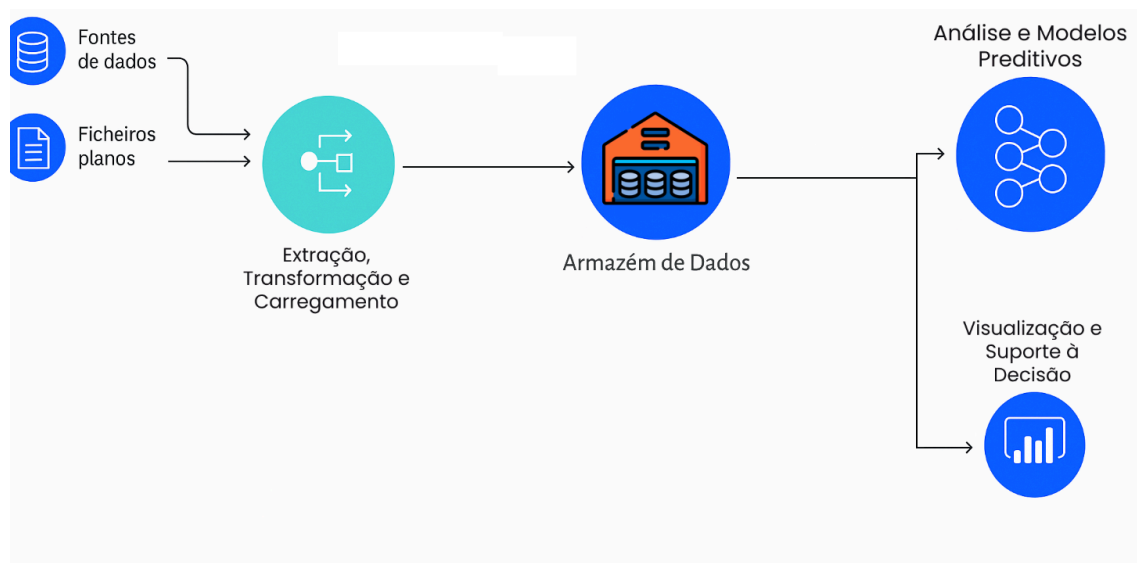 Fontes
de dados
Ficheiros
planos
Extração,
Transformação e
Carregamento
Armazém de Dados
Análise e Modelos
Preditivos
Visualização e
Suporte à
Decisão